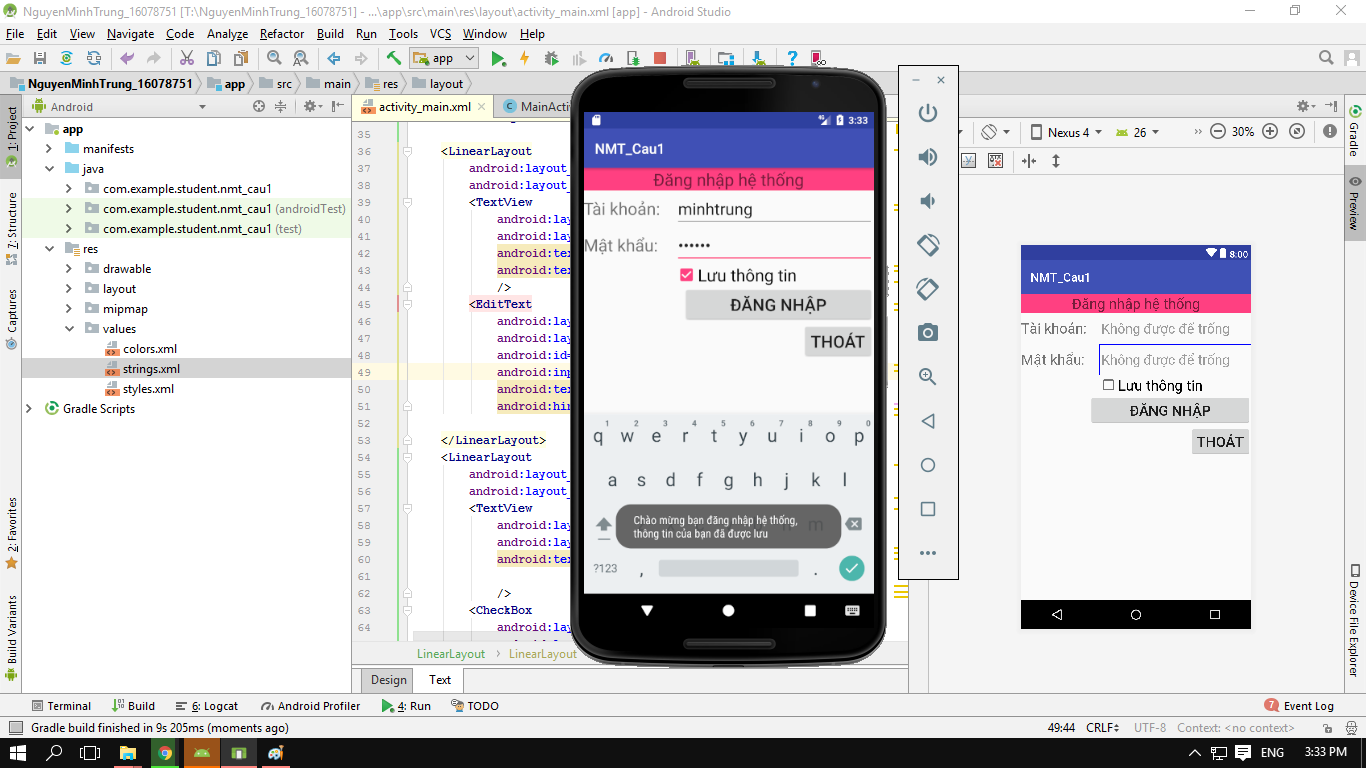 NguyenMinhTrung_16078751 [T:\NguyenMinhTrung_16078751] - ...\app\src\main\res\layout\activity_main.xml [app] - Android Studio
File Edit View Navigate Code Analyze Refactor Build Run Tools VCS Window Help
app
NguyenMinhTrung_16078751 app src main res layout
1: Project
7: Structure
Captures
2: Favorites
Build Variants
Android
app
manifests
java
com.example.student.nmt_cau1
com.example.student.nmt_cau1 (androidTest)
com.example.student.nmt_cau1 (test)
res
drawable
layout
mipmap
values
colors.xml
strings.xml
styles.xml
Gradle Scripts
activity_main.xml
MainActi
35
36 <LinearLayout
37 android:layout_
38 android:layout_
39 <TextView
40 android:lay
41 android:lay
42 android:tex
43 android:tex
44 />
45 <EditText
46 android:lay
47 android:lay
48 android:id=
49 android:inp
50 android:tex
51 android:hin
52
53 </LinearLayout>
54 <LinearLayout
55 android:layout_
56 android:layout_
57 <TextView
58 android:lay
59 android:lay
60 android:tex
61
62 />
63 <CheckBox
64 android:lay
LinearLayout › LinearLayout
Design Text
3:33
NMT_Cau1
Đăng nhập hệ thống
Tài khoản: minhtrung
Mật khẩu: ••••••
Lưu thông tin
ĐĂNG NHẬP
THOÁT
1 2 3 4 5 6 7 8 9 0
q w e r t y u i o p
a s d f g h j k l
m
Chào mừng bạn đăng nhập hệ thống,
thông tin của bạn đã được lưu
?123 , .
Nexus 4 26 » 30%
8:00
NMT_Cau1
Đăng nhập hệ thống
Tài khoản: Không được để trống
Mật khẩu: Không được để trống
Lưu thông tin
ĐĂNG NHẬP
THOÁT
Gradle
Preview
Device File Explorer
Terminal Build 6: Logcat Android Profiler 4: Run TODO
7 Event Log
Gradle build finished in 9s 205ms (moments ago)
49:44 CRLF UTF-8 Context: <no context>
ENG 3:33 PM